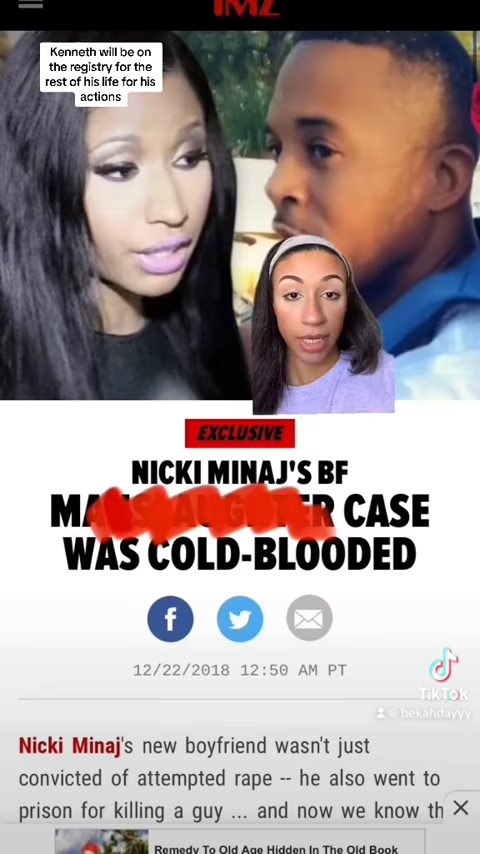 TMZ
Kenneth will be on
the registry for the
rest of his life for his
actions
EXCLUSIVE
NICKI MINAJ'S BF
CASE
WAS COLD-BLOODED
f
12/22/2018 12:50 AM PT
TikTok
@bekahdayyy
Nicki Minaj's new boyfriend wasn't just
convicted of attempted rape -- he also went to
prison for killing a guy ... and now we know th
Remedy To Old Age Hidden In The Old Book